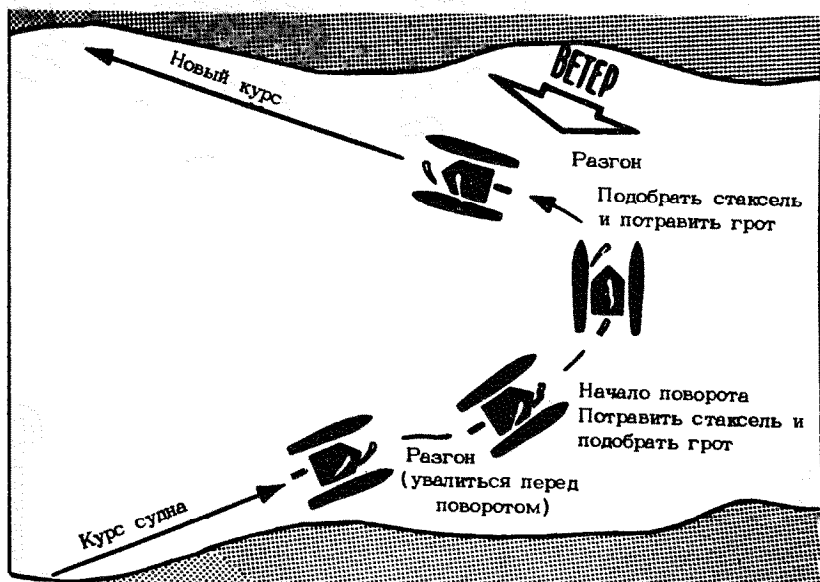 Новый курс
ВЕТЕР
Разгон
Подобрать стаксель
и потравить грот
Начало поворота
Потравить стаксель и
подобрать грот
Разгон
(увалиться перед
поворотом)
Курс судна